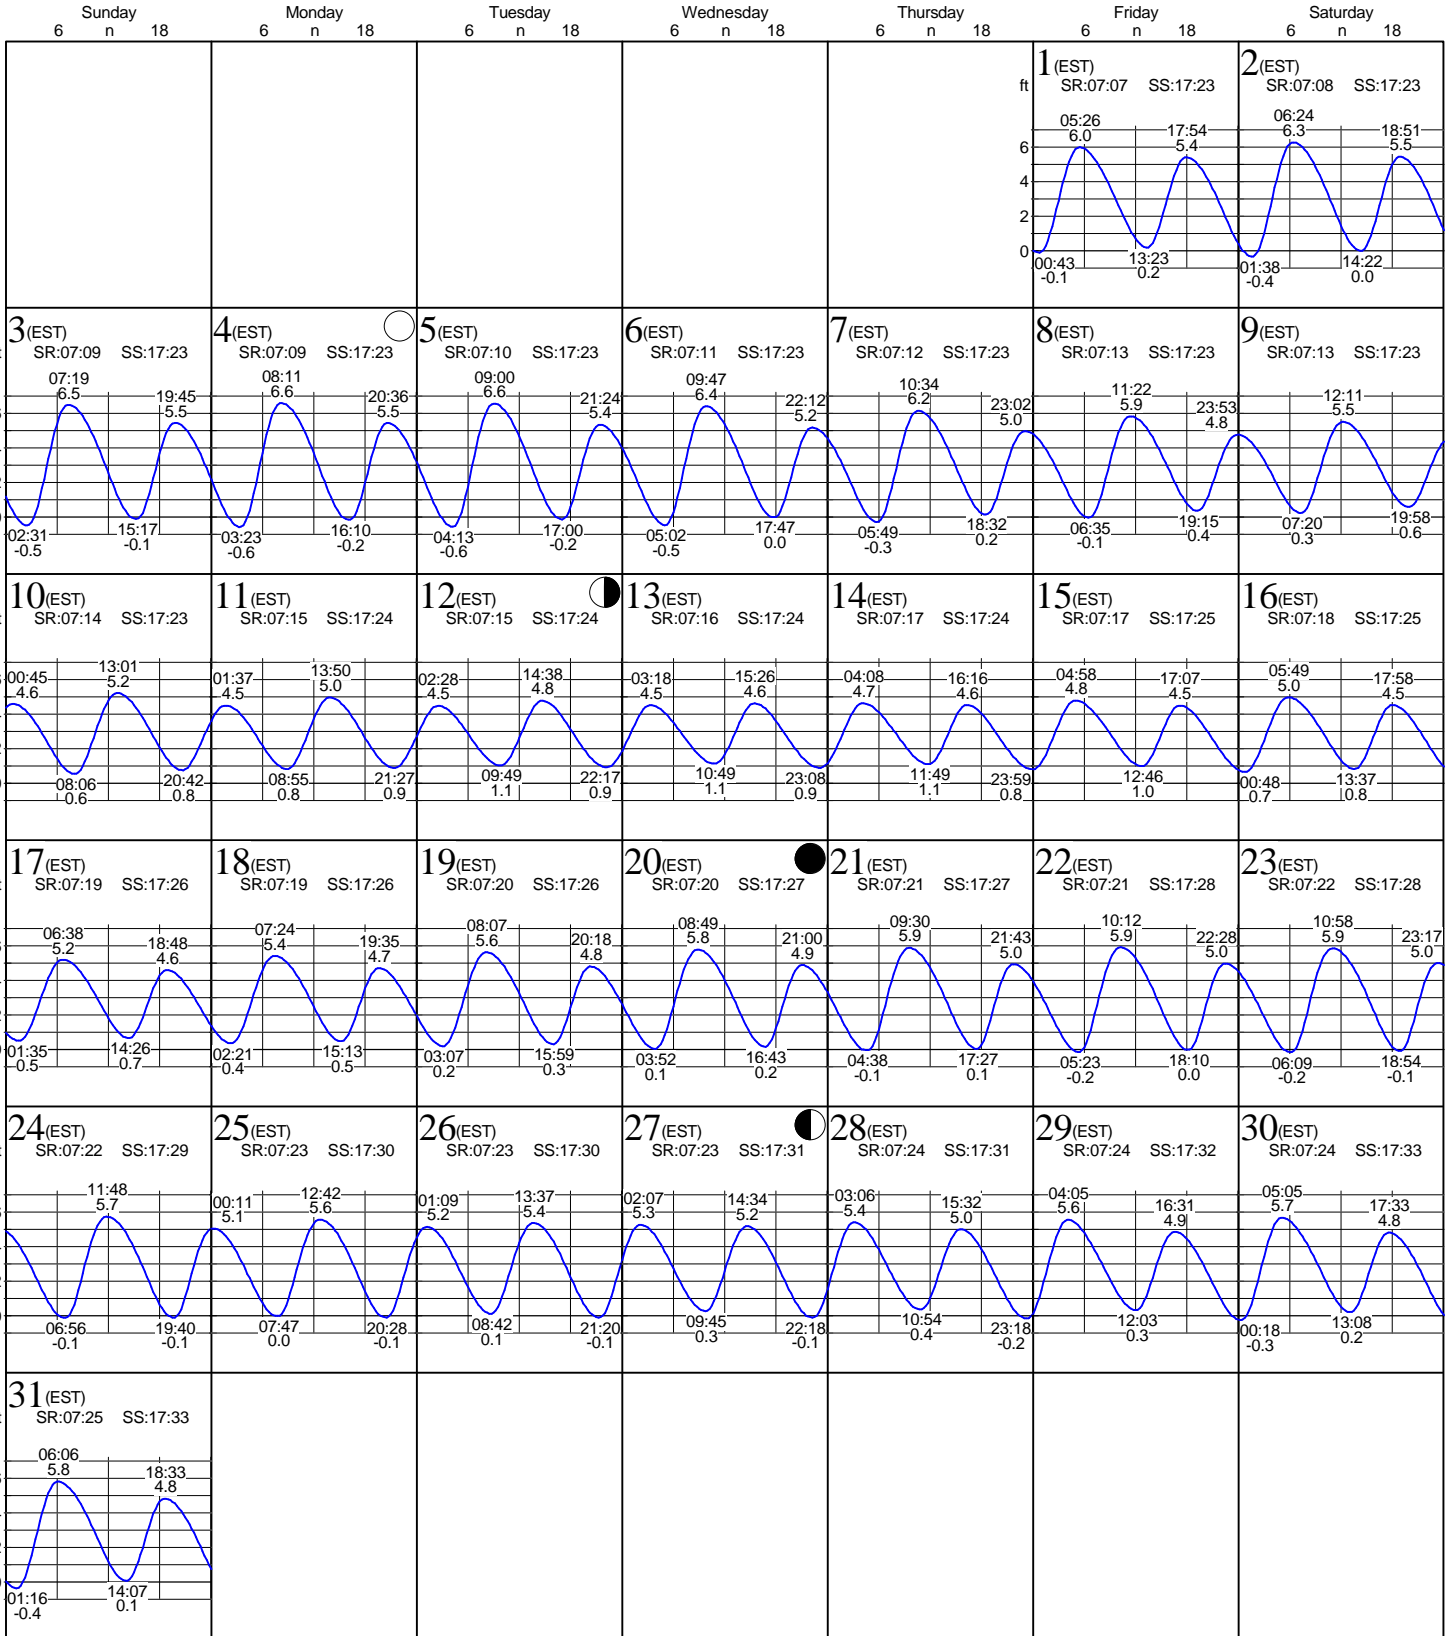 Sunday Monday Tuesday Wednesday Thursday Friday Saturday
6 n 18 6 n 18 6 n 18 6 n 18 6 n 18 6 n 18 6 n 18
1(EST) 2(EST)
ft SR:07:07 SS:17:23 SR:07:08 SS:17:23
05:26 06:24
6.0 17:54 6.3 18:51
5.4 5.5
6
4
2
0
00:43 13:23 01:38 14:22
-0.1 0.2 -0.4 0.0
3(EST) 4(EST) 5(EST) 6(EST) 7(EST) 8(EST) 9(EST)
SR:07:09 SS:17:23 SR:07:09 SS:17:23 SR:07:10 SS:17:23 SR:07:11 SS:17:23 SR:07:12 SS:17:23 SR:07:13 SS:17:23 SR:07:13 SS:17:23
07:19 19:45 08:11 20:36 09:00 21:24 09:47 22:12 10:34 23:02 11:22 23:53 12:11
6.5 5.5 6.6 5.5 6.6 5.4 6.4 5.2 6.2 5.0 5.9 4.8 5.5
02:31 15:17 03:23 16:10 04:13 17:00 05:02 17:47 05:49 18:32 06:35 19:15 07:20 19:58
-0.5 -0.1 -0.6 -0.2 -0.6 -0.2 -0.5 0.0 -0.3 0.2 -0.1 0.4 0.3 0.6
10(EST) 11(EST) 12(EST) 13(EST) 14(EST) 15(EST) 16(EST)
SR:07:14 SS:17:23 SR:07:15 SS:17:24 SR:07:15 SS:17:24 SR:07:16 SS:17:24 SR:07:17 SS:17:24 SR:07:17 SS:17:25 SR:07:18 SS:17:25
00:45 13:01 01:37 13:50 02:28 14:38 03:18 15:26 04:08 16:16 04:58 17:07 05:49 17:58
4.6 5.2 4.5 5.0 4.5 4.8 4.5 4.6 4.7 4.6 4.8 4.5 5.0 4.5
08:06 20:42 08:55 21:27 09:49 22:17 10:49 23:08 11:49 23:59 12:46 00:48 13:37
0.6 0.8 0.8 0.9 1.1 0.9 1.1 0.9 1.1 0.8 1.0 0.7 0.8
17(EST) 18(EST) 19(EST) 20(EST) 21(EST) 22(EST) 23(EST)
SR:07:19 SS:17:26 SR:07:19 SS:17:26 SR:07:20 SS:17:26 SR:07:20 SS:17:27 SR:07:21 SS:17:27 SR:07:21 SS:17:28 SR:07:22 SS:17:28
06:38 18:48 07:24 19:35 08:07 20:18 08:49 21:00 09:30 21:43 10:12 22:28 10:58 23:17
5.2 4.6 5.4 4.7 5.6 4.8 5.8 4.9 5.9 5.0 5.9 5.0 5.9 5.0
01:35 14:26 02:21 15:13 03:07 15:59 03:52 16:43 04:38 17:27 05:23 18:10 06:09 18:54
0.5 0.7 0.4 0.5 0.2 0.3 0.1 0.2 -0.1 0.1 -0.2 0.0 -0.2 -0.1
24(EST) 25(EST) 26(EST) 27(EST) 28(EST) 29(EST) 30(EST)
SR:07:22 SS:17:29 SR:07:23 SS:17:30 SR:07:23 SS:17:30 SR:07:23 SS:17:31 SR:07:24 SS:17:31 SR:07:24 SS:17:32 SR:07:24 SS:17:33
11:48 00:11 12:42 01:09 13:37 02:07 14:34 03:06 15:32 04:05 16:31 05:05 17:33
5.7 5.1 5.6 5.2 5.4 5.3 5.2 5.4 5.0 5.6 4.9 5.7 4.8
06:56 19:40 07:47 20:28 08:42 21:20 09:45 22:18 10:54 23:18 12:03 00:18 13:08
-0.1 -0.1 0.0 -0.1 0.1 -0.1 0.3 -0.1 0.4 -0.2 0.3 -0.3 0.2
31(EST)
SR:07:25 SS:17:33
06:06 18:33
5.8 4.8
01:16 14:07
-0.4 0.1